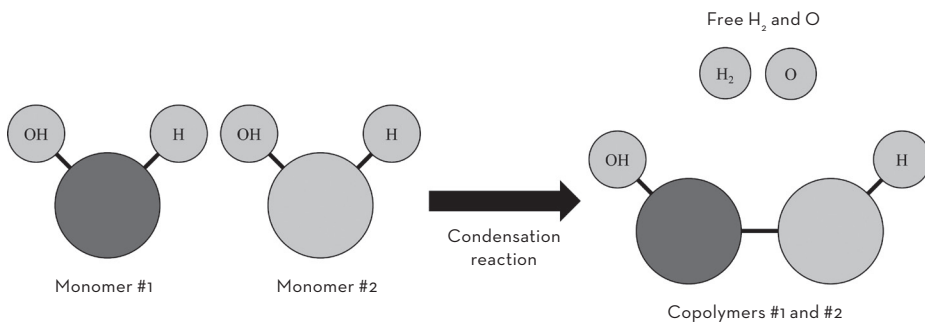 Free H₂ and O
H₂ O
OH H OH H
OH H
Condensation
reaction
Monomer #1 Monomer #2
Copolymers #1 and #2